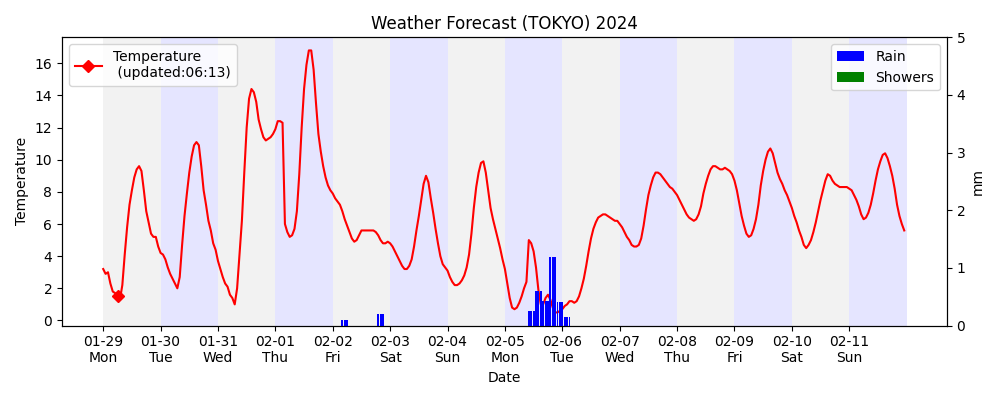 Weather Forecast (TOKYO) 2024
Temperature
(updated:06:13)
Rain
Showers
Temperature
16
14
12
10
8
6
4
2
0
5
4
3
2
1
0
mm
01-29 01-30 01-31 02-01 02-02 02-03 02-04 02-05 02-06 02-07 02-08 02-09 02-10 02-11
Mon Tue Wed Thu Fri Sat Sun Mon Tue Wed Thu Fri Sat Sun
Date